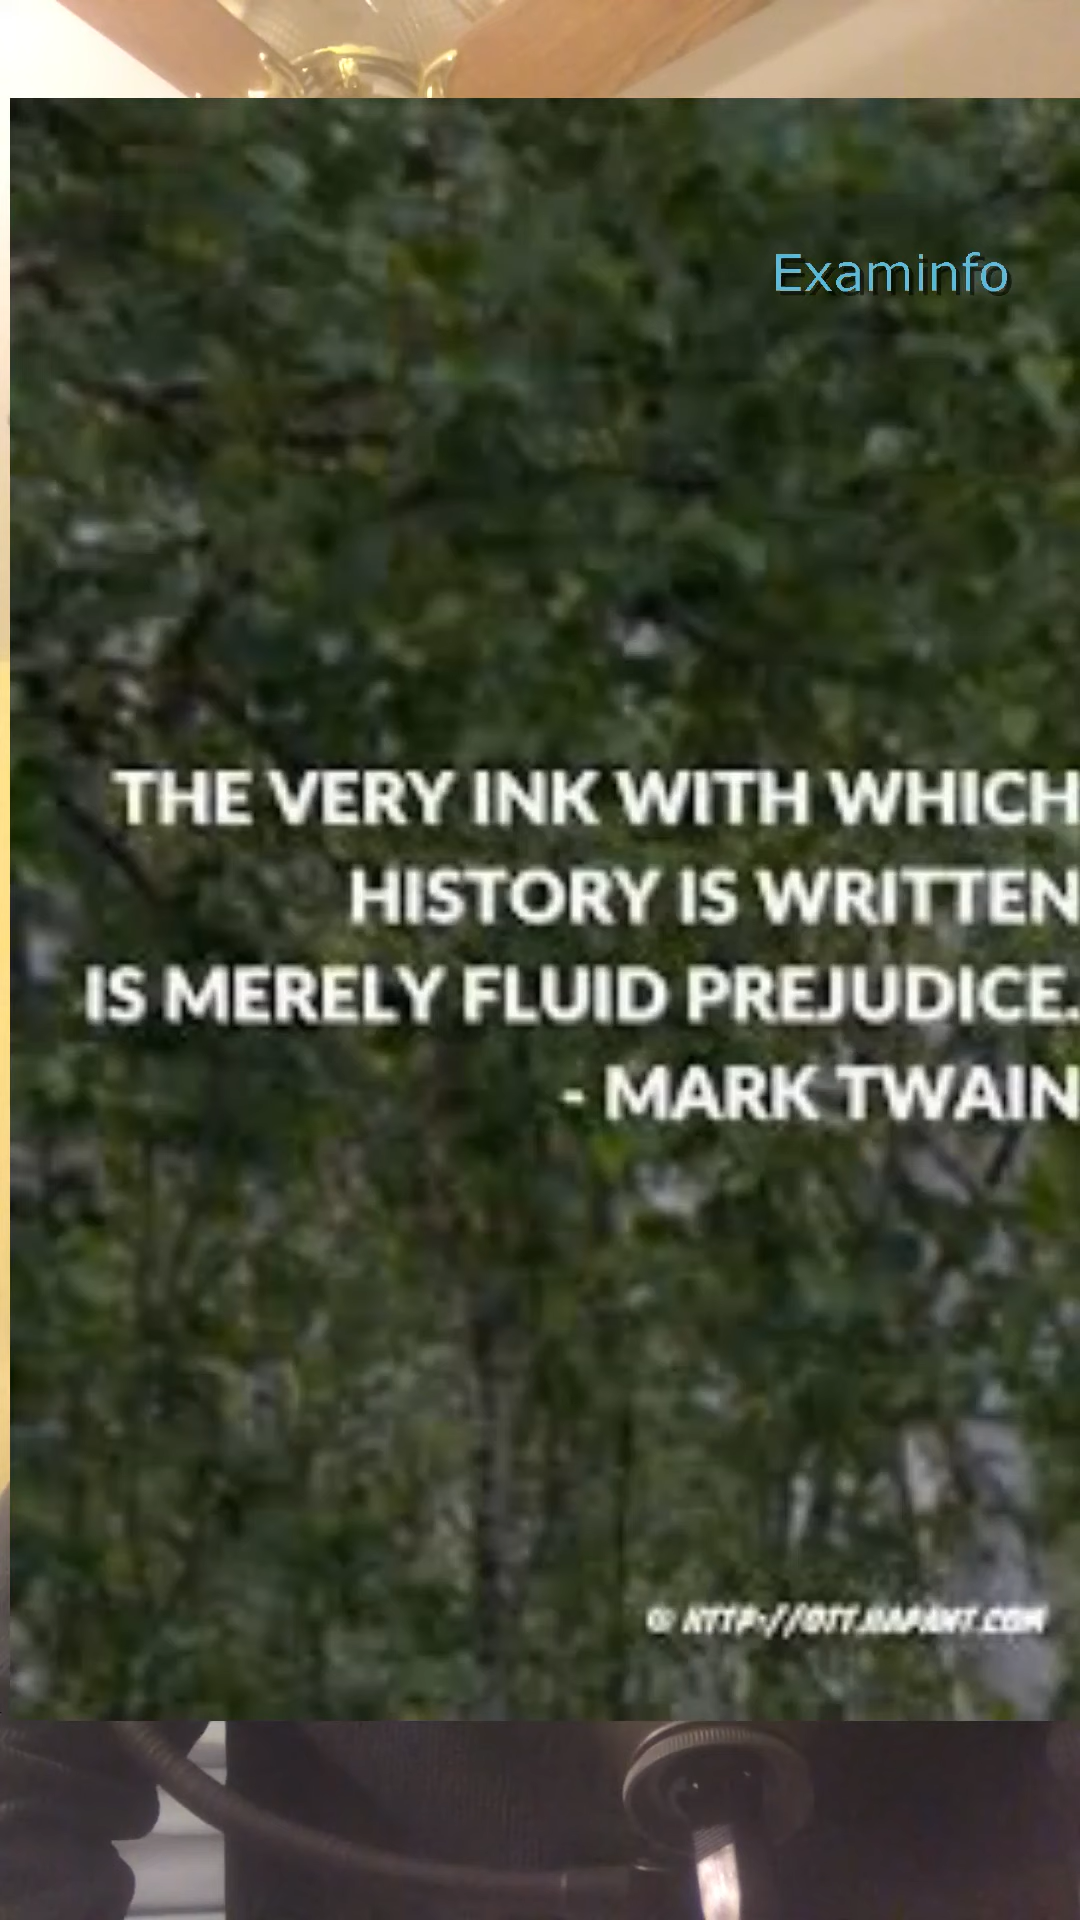 Examinfo
THE VERY INK WITH WHICH
HISTORY IS WRITTEN
IS MERELY FLUID PREJUDICE.
- MARK TWAIN